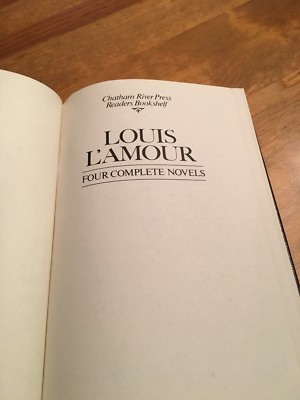 Chatham River Press
Readers Bookshelf
LOUIS
L'AMOUR
FOUR COMPLETE NOVELS